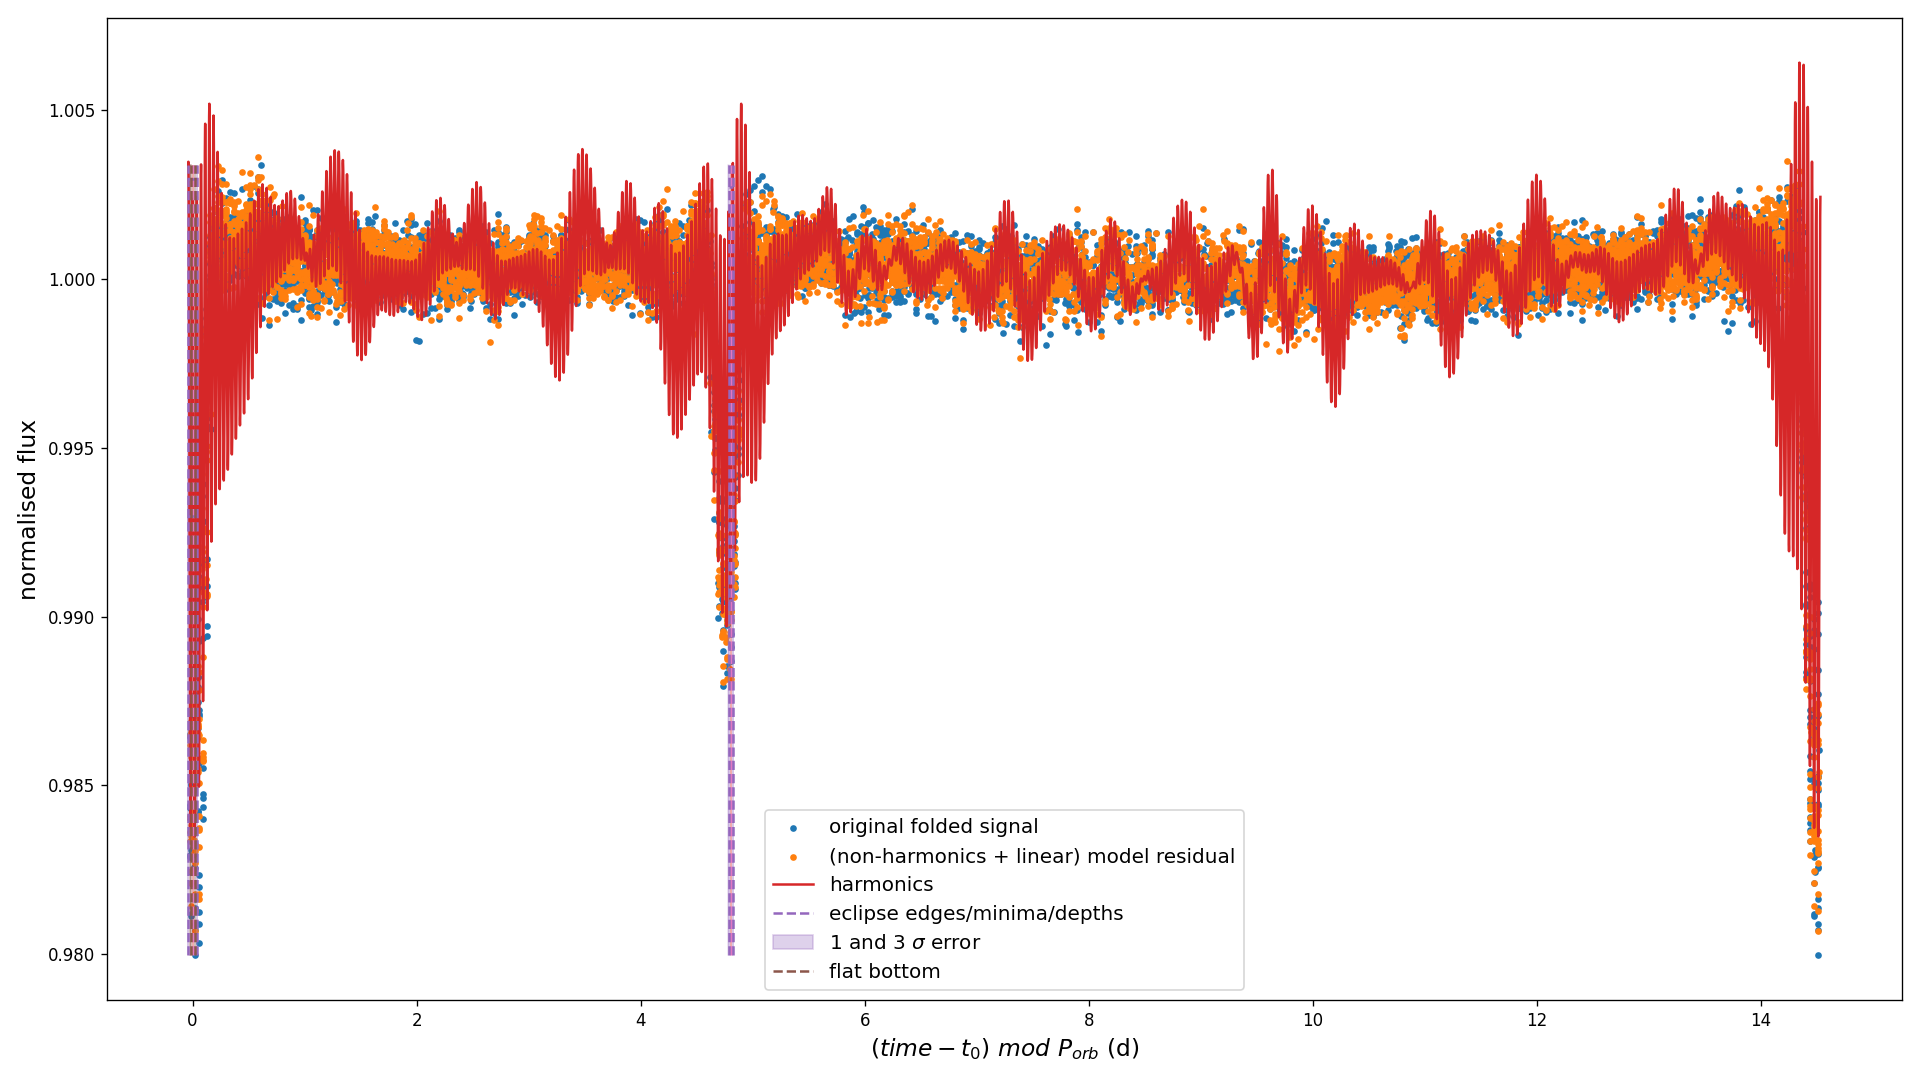 1.005
1.000
0.995
0.990
0.985
0.980
normalised flux
original folded signal
(non-harmonics + linear) model residual
harmonics
eclipse edges/minima/depths
1 and 3 σ error
flat bottom
0 2 4 6 8 10 12 14
(time − t₀) mod P_orb (d)